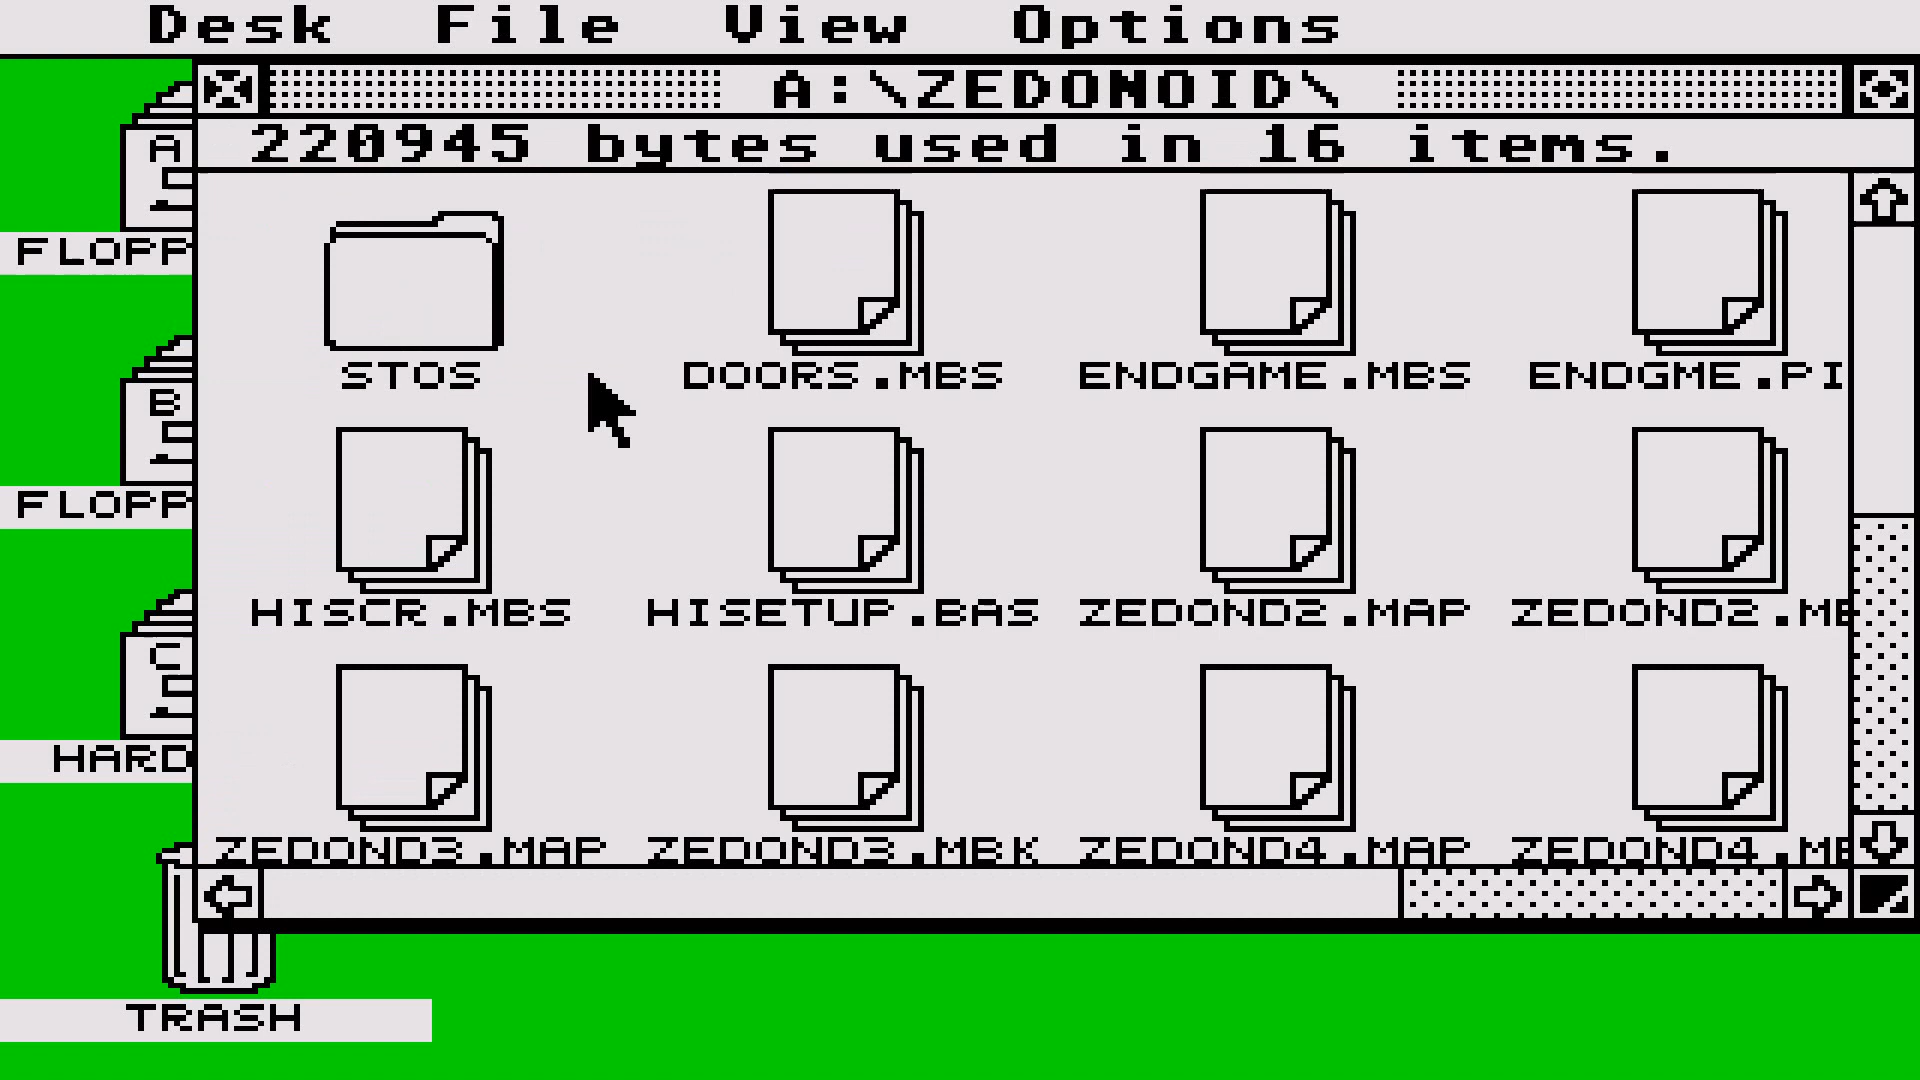 Desk File View Options
A:\ZEDONOID\
220945 bytes used in 16 items.
A
FLOPP
STOS DOORS.MBS ENDGAME.MBS ENDGME.PI
B
FLOPP
HISCR.MBS HISETUP.BAS ZEDOND2.MAP ZEDOND2.MB
C
HARD
ZEDOND3.MAP ZEDOND3.MBK ZEDOND4.MAP ZEDOND4.MB
TRASH